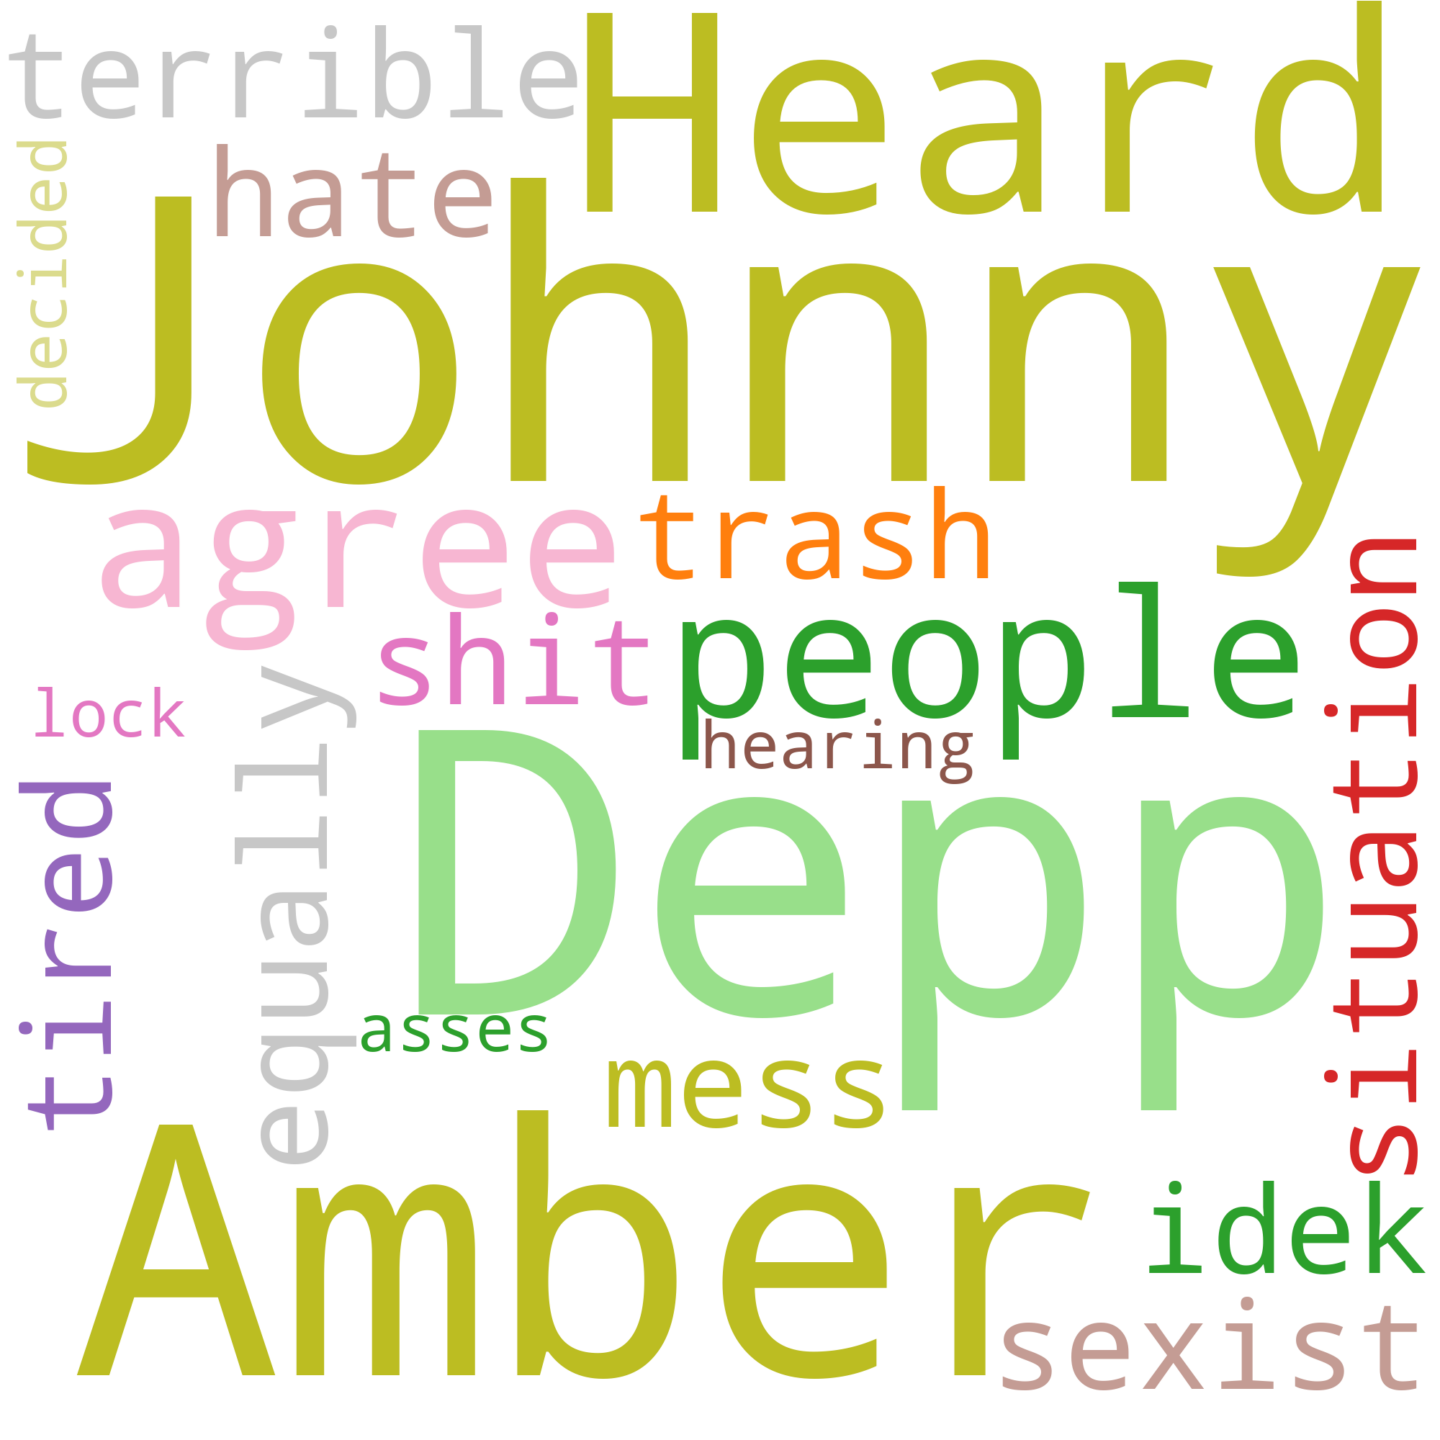 terrible
Heard
decided
hate
Johnny
agree
trash
situation
shit
people
lock
equally
hearing
Depp
tired
asses
mess
Amber
idek
sexist